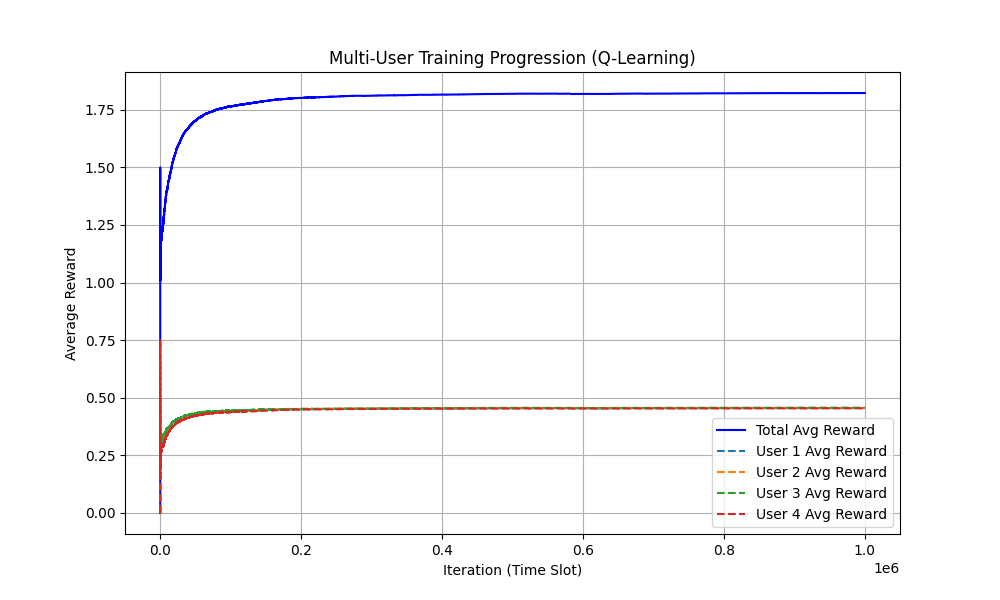 Multi-User Training Progression (Q-Learning)
Average Reward
1.75
1.50
1.25
1.00
0.75
0.50
0.25
0.00
Total Avg Reward
User 1 Avg Reward
User 2 Avg Reward
User 3 Avg Reward
User 4 Avg Reward
0.0 0.2 0.4 0.6 0.8 1.0
1e6
Iteration (Time Slot)